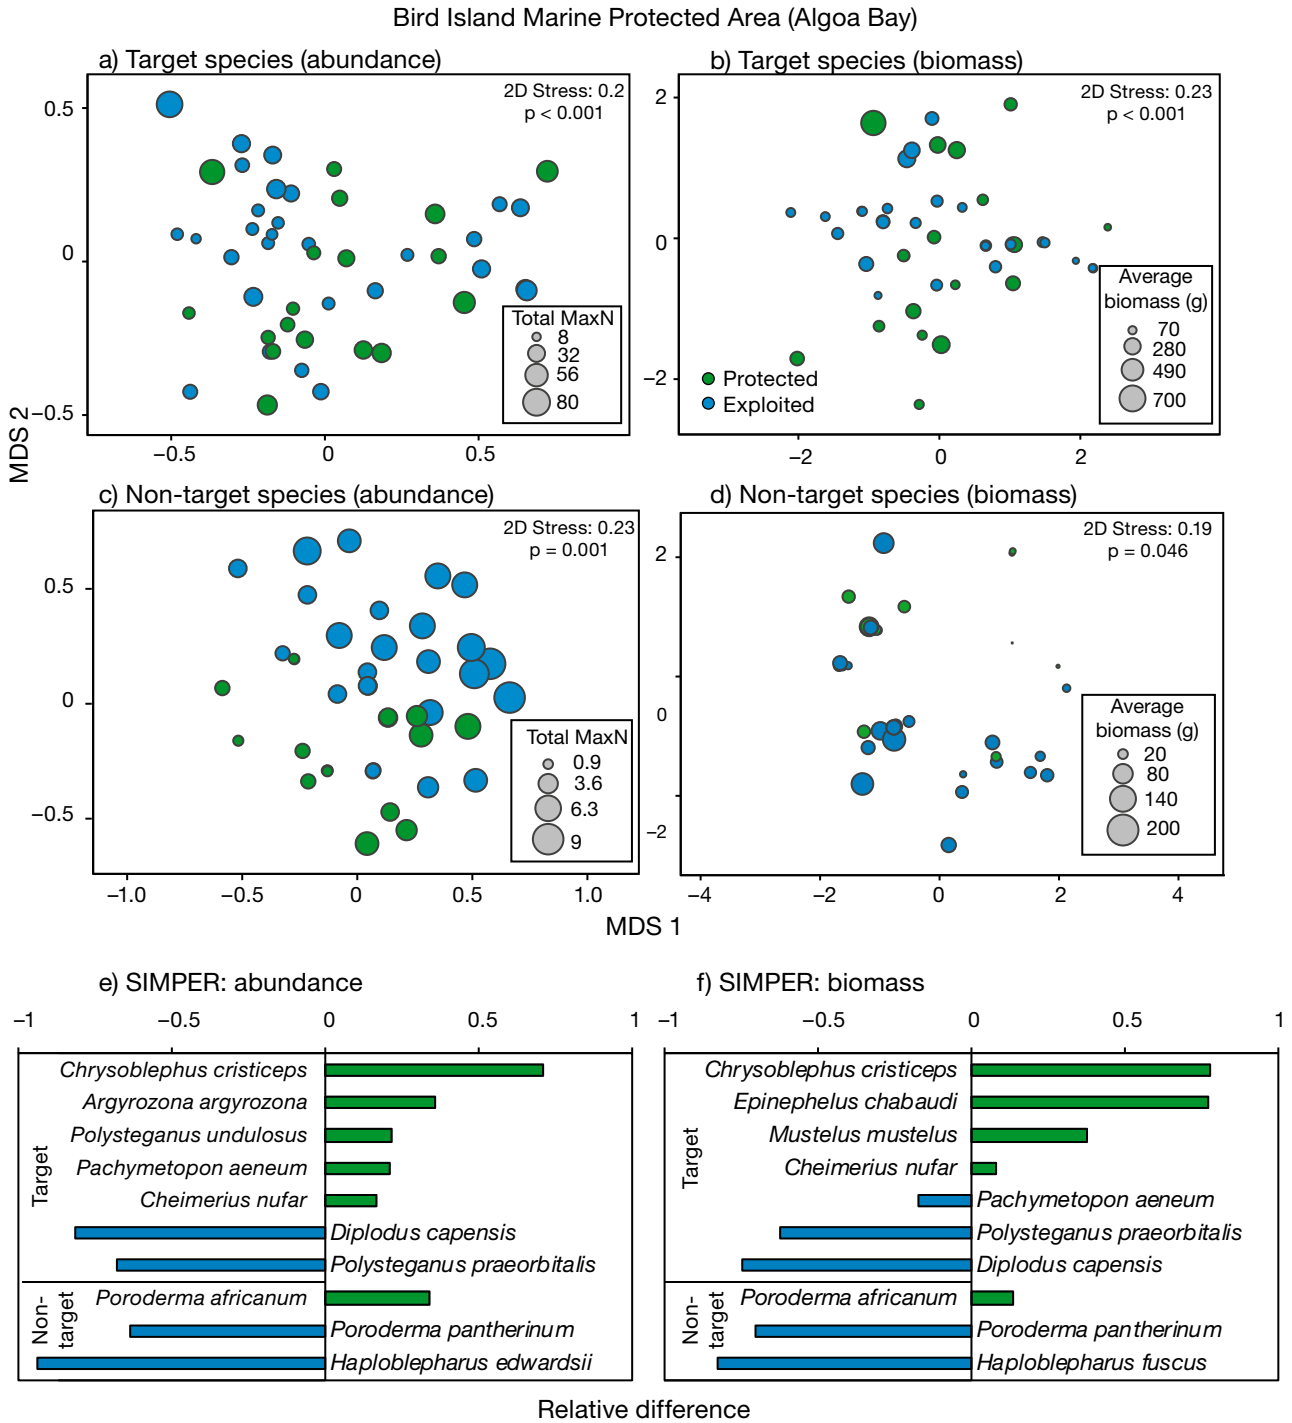 Bird Island Marine Protected Area (Algoa Bay)
a) Target species (abundance)
2D Stress: 0.2
p < 0.001
0.5
0
−0.5
−0.5
0
0.5
Total MaxN
8
32
56
80
b) Target species (biomass)
2D Stress: 0.23
p < 0.001
2
0
−2
−2
0
2
Protected
Exploited
Average
biomass (g)
70
280
490
700
MDS 2
c) Non-target species (abundance)
2D Stress: 0.23
p = 0.001
0.5
0
−0.5
−1.0
−0.5
0
0.5
1.0
Total MaxN
0.9
3.6
6.3
9
d) Non-target species (biomass)
2D Stress: 0.19
p = 0.046
2
0
−2
−4
−2
0
2
4
Average
biomass (g)
20
80
140
200
MDS 1
e) SIMPER: abundance
−1
−0.5
0
0.5
1
Target
Chrysoblephus cristiceps
Argyrozona argyrozona
Polysteganus undulosus
Pachymetopon aeneum
Cheimerius nufar
Diplodus capensis
Polysteganus praeorbitalis
Non-
target
Poroderma africanum
Poroderma pantherinum
Haploblepharus edwardsii
f) SIMPER: biomass
−1
−0.5
0
0.5
1
Target
Chrysoblephus cristiceps
Epinephelus chabaudi
Mustelus mustelus
Cheimerius nufar
Pachymetopon aeneum
Polysteganus praeorbitalis
Diplodus capensis
Non-
target
Poroderma africanum
Poroderma pantherinum
Haploblepharus fuscus
Relative difference